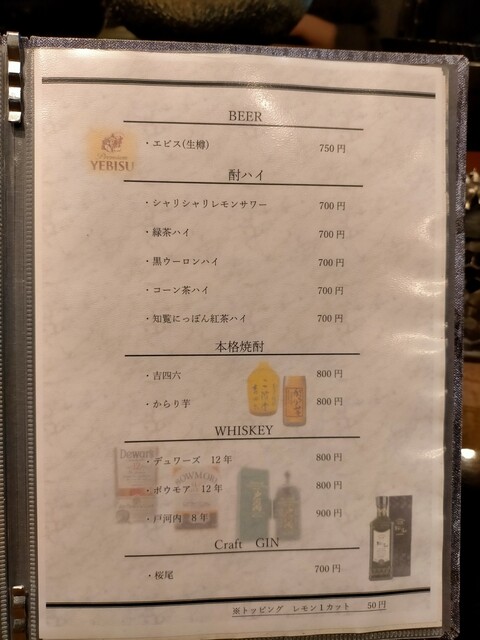 BEER
・エビス(生樽) 750円
Premium
YEBISU
酎ハイ
・シャリシャリレモンサワー 700円
・緑茶ハイ 700円
・黒ウーロンハイ 700円
・コーン茶ハイ 700円
・知覧にっぽん紅茶ハイ 700円
本格焼酎
・吉四六 800円
・からり芋 800円
WHISKEY
Dewar's
・デュワーズ 12年 800円
BOWMORE
・ボウモア 12年 800円
・戸河内 8年 900円
Craft GIN
・桜尾 700円
※トッピング レモン1カット 50円